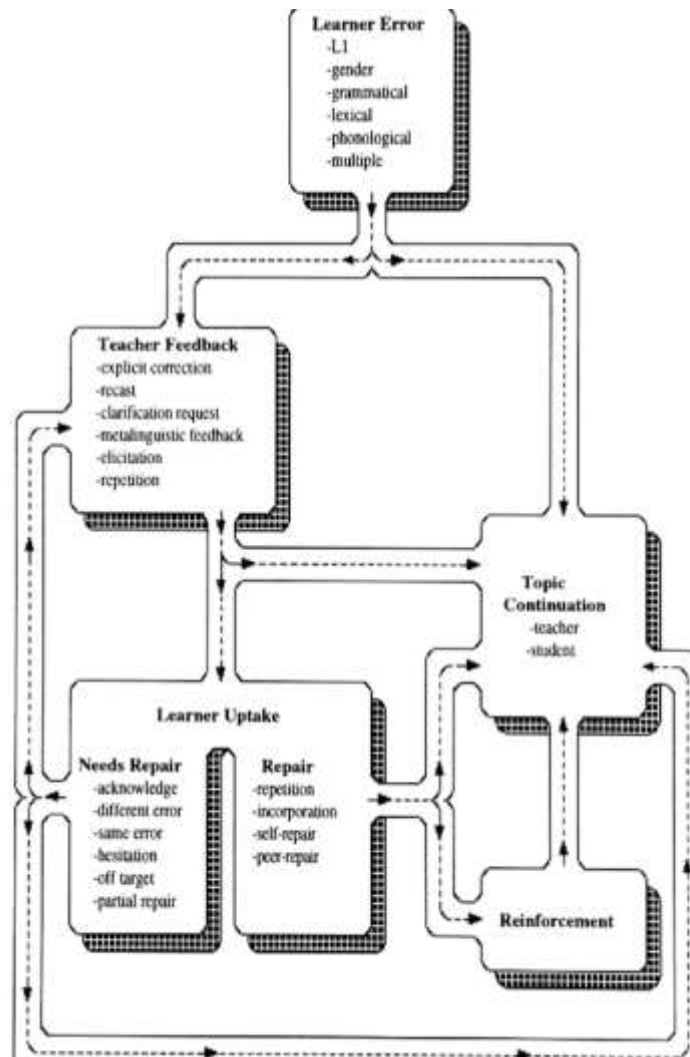 Learner Error
-L1
-gender
-grammatical
-lexical
-phonological
-multiple
Teacher Feedback
-explicit correction
-recast
-clarification request
-metalinguistic feedback
-elicitation
-repetition
Topic
Continuation
-teacher
-student
Learner Uptake
Needs Repair
-acknowledge
-different error
-same error
-hesitation
-off target
-partial repair
Repair
-repetition
-incorporation
-self-repair
-peer-repair
Reinforcement